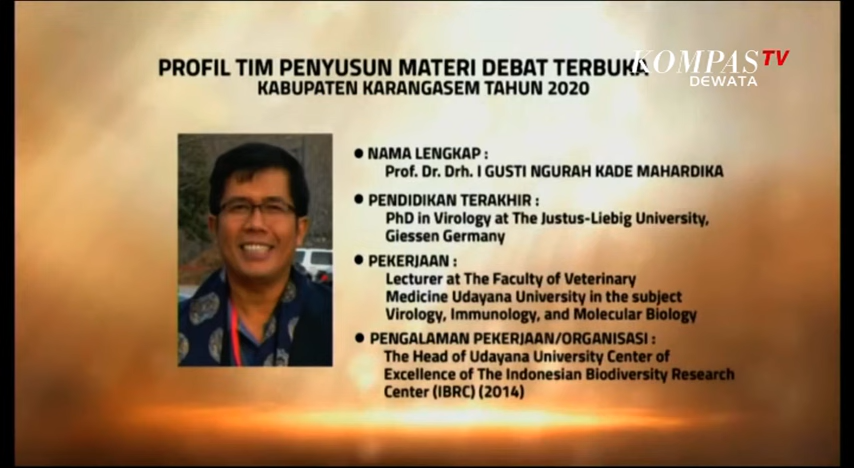 PROFIL TIM PENYUSUN MATERI DEBAT TERBUKA
KABUPATEN KARANGASEM TAHUN 2020
KOMPAS TV
DEWATA
● NAMA LENGKAP :
Prof. Dr. Drh. I GUSTI NGURAH KADE MAHARDIKA
● PENDIDIKAN TERAKHIR :
PhD in Virology at The Justus-Liebig University,
Giessen Germany
● PEKERJAAN :
Lecturer at The Faculty of Veterinary
Medicine Udayana University in the subject
Virology, Immunology, and Molecular Biology
● PENGALAMAN PEKERJAAN/ORGANISASI :
The Head of Udayana University Center of
Excellence of The Indonesian Biodiversity Research
Center (IBRC) (2014)